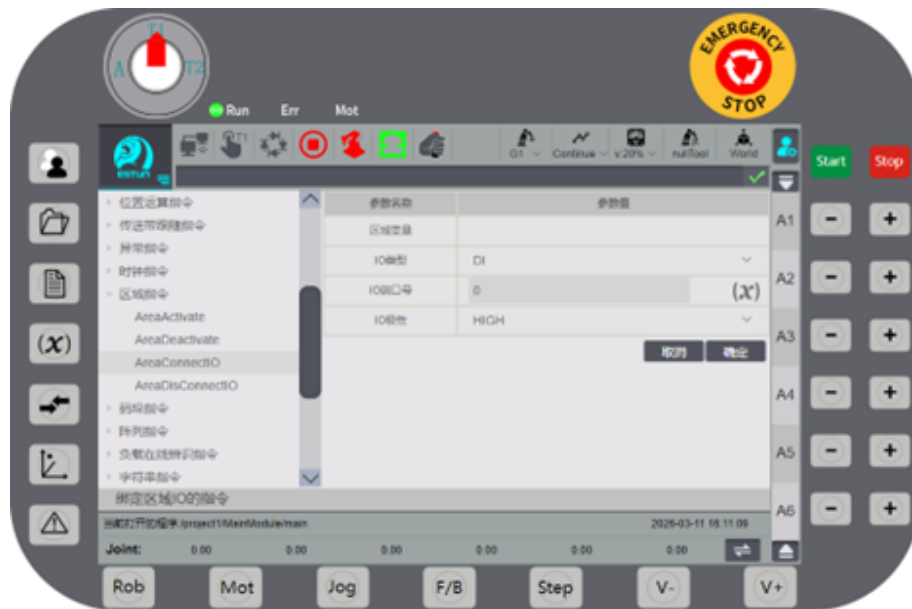 T1
A
T2
EMERGENCY
STOP
Run Err Mot
T1
ESTUN
G1 Continue V:20% nullTool World
Start Stop
位置运算指令
传送带跟随指令
异常指令
时钟指令
区域指令
AreaActivate
AreaDeactivate
AreaConnectIO
AreaDisConnectIO
码垛指令
阵列指令
负载在线辨识指令
字符串指令
参数名称 参数值
区域变量
IO类型 DI
IO端口号 0 (x)
IO极性 HIGH
取消 确定
绑定区域IO的指令
当前打开的程序:/project1/MainModule/main 2026-03-11 16:11:09
Joint: 0.00 0.00 0.00 0.00 0.00 0.00
A1 - +
A2 - +
A3 - +
A4 - +
A5 - +
A6 - +
(x)
Rob Mot Jog F/B Step V- V+